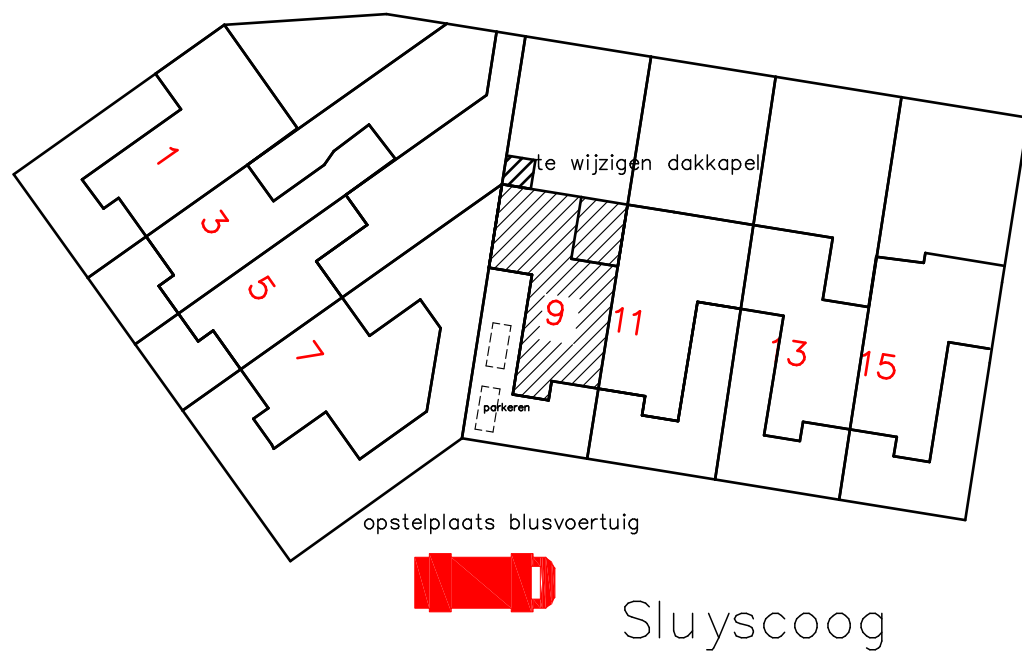 1
te wijzigen dakkapel
3
5
9
11
7
13
15
parkeren
opstelplaats blusvoertuig
Sluyscoog